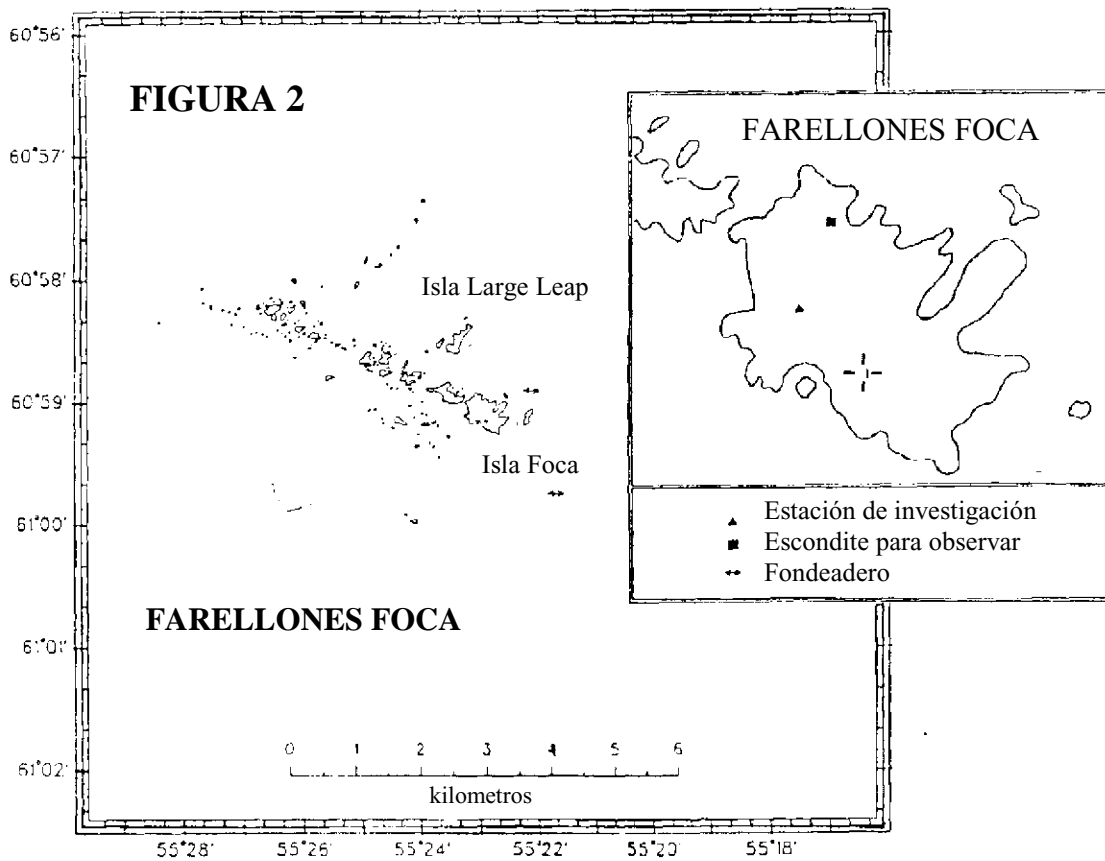 60°56'
FIGURA 2
FARELLONES FOCA
60°57'
60°58'
Isla Large Leap
60°59'
Isla Foca
61°00'
Estación de investigación
Escondite para observar
Fondeadero
FARELLONES FOCA
61°01'
0 1 2 3 4 5 6
61°02'
kilometros
55°28' 55°26' 55°24' 55°22' 55°20' 55°18'